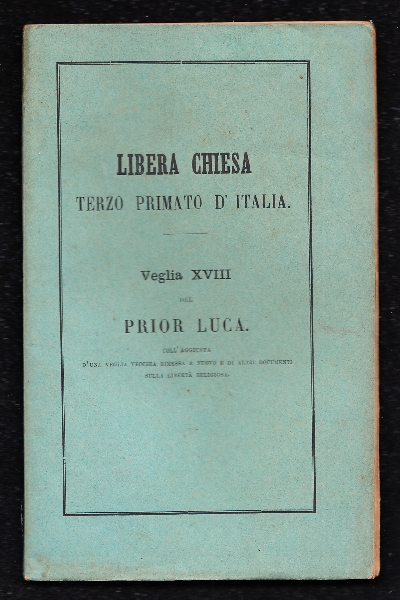 LIBERA CHIESA
TERZO PRIMATO D' ITALIA.
Veglia XVIII
DEL
PRIOR LUCA.
COLL' AGGIUNTA
D'UNA VEGLIA VECCHIA RIMESSA A NUOVO E DI ALTRI DOCUMENTI
SULLA LIBERTÀ RELIGIOSA.